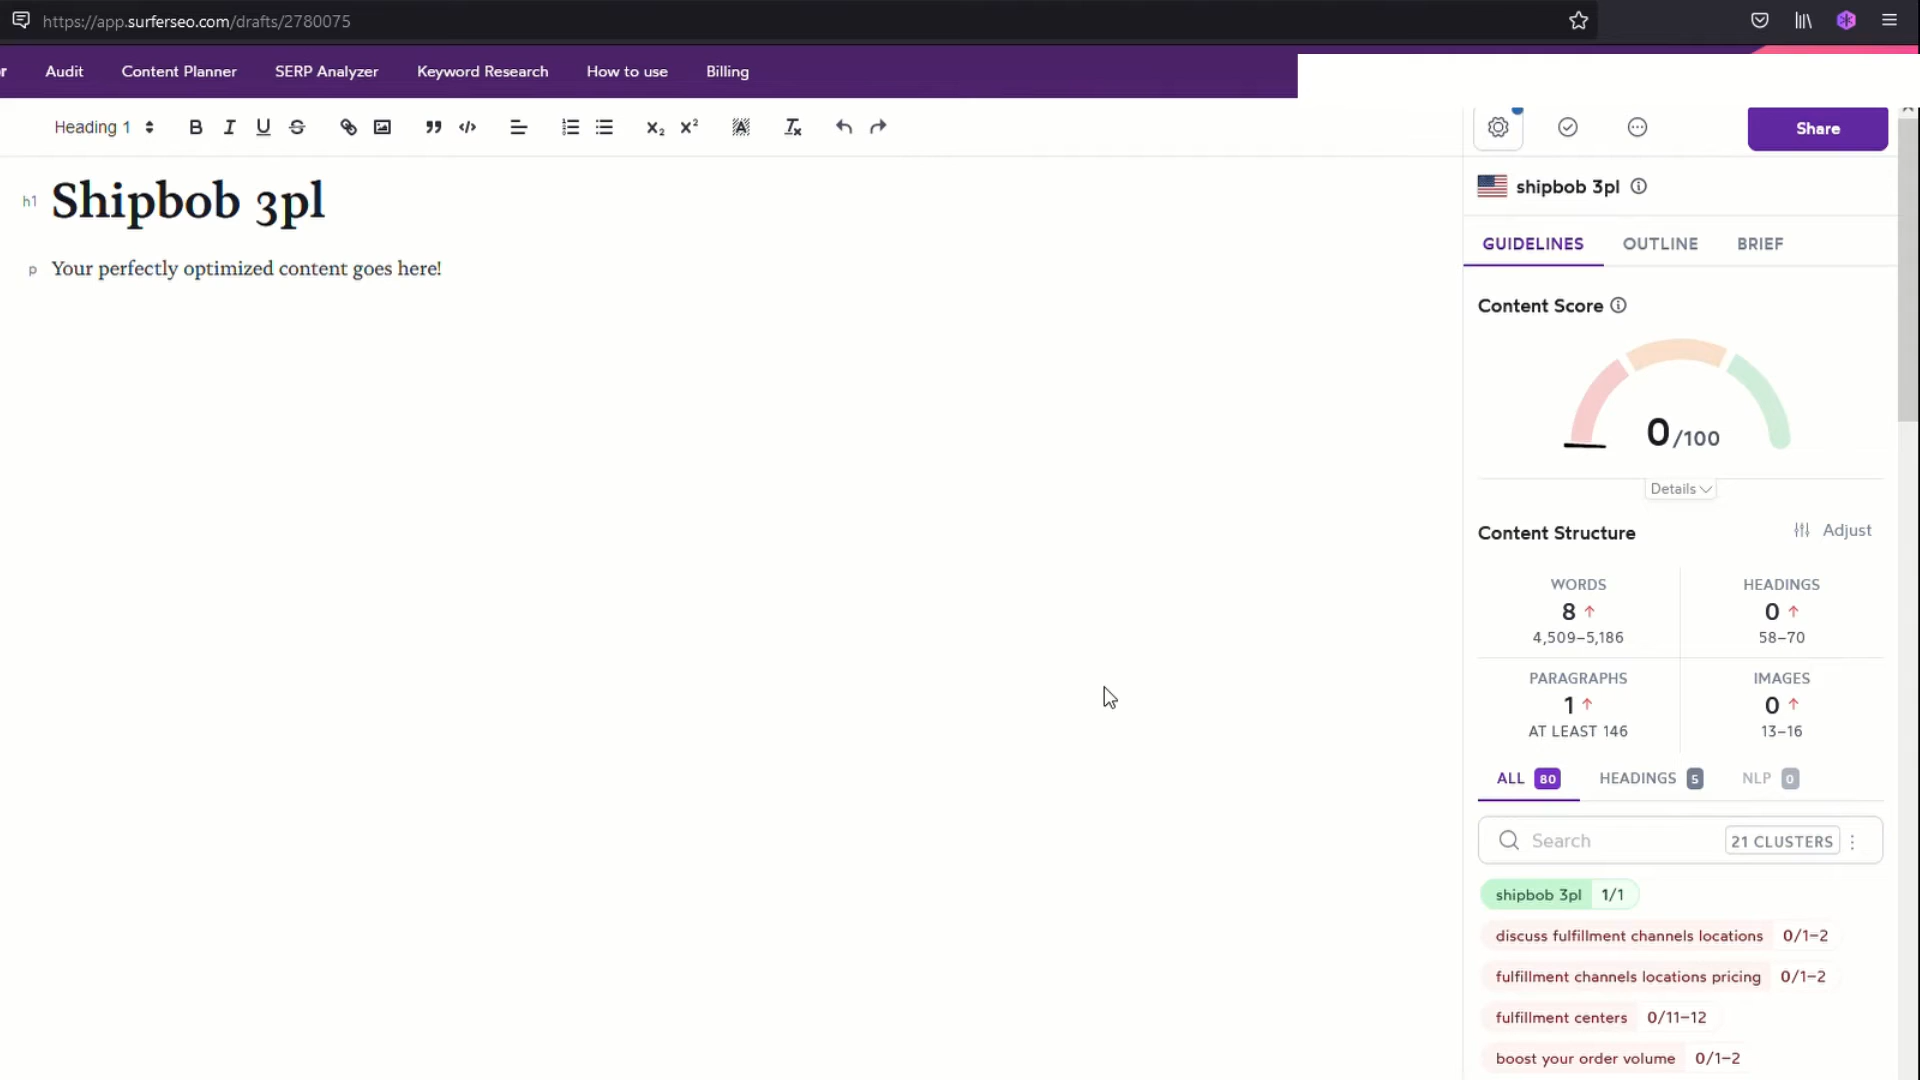 https://app.surferseo.com/drafts/2780075
r Audit Content Planner SERP Analyzer Keyword Research How to use Billing
Heading 1
Share
h1 Shipbob 3pl
p Your perfectly optimized content goes here!
shipbob 3pl
GUIDELINES OUTLINE BRIEF
Content Score
0/100
Details
Content Structure Adjust
WORDS HEADINGS
8 ↑ 0 ↑
4,509–5,186 58–70
PARAGRAPHS IMAGES
1 ↑ 0 ↑
AT LEAST 146 13–16
ALL 80 HEADINGS 5 NLP 0
Search 21 CLUSTERS
shipbob 3pl 1/1
discuss fulfillment channels locations 0/1–2
fulfillment channels locations pricing 0/1–2
fulfillment centers 0/11–12
boost your order volume 0/1–2